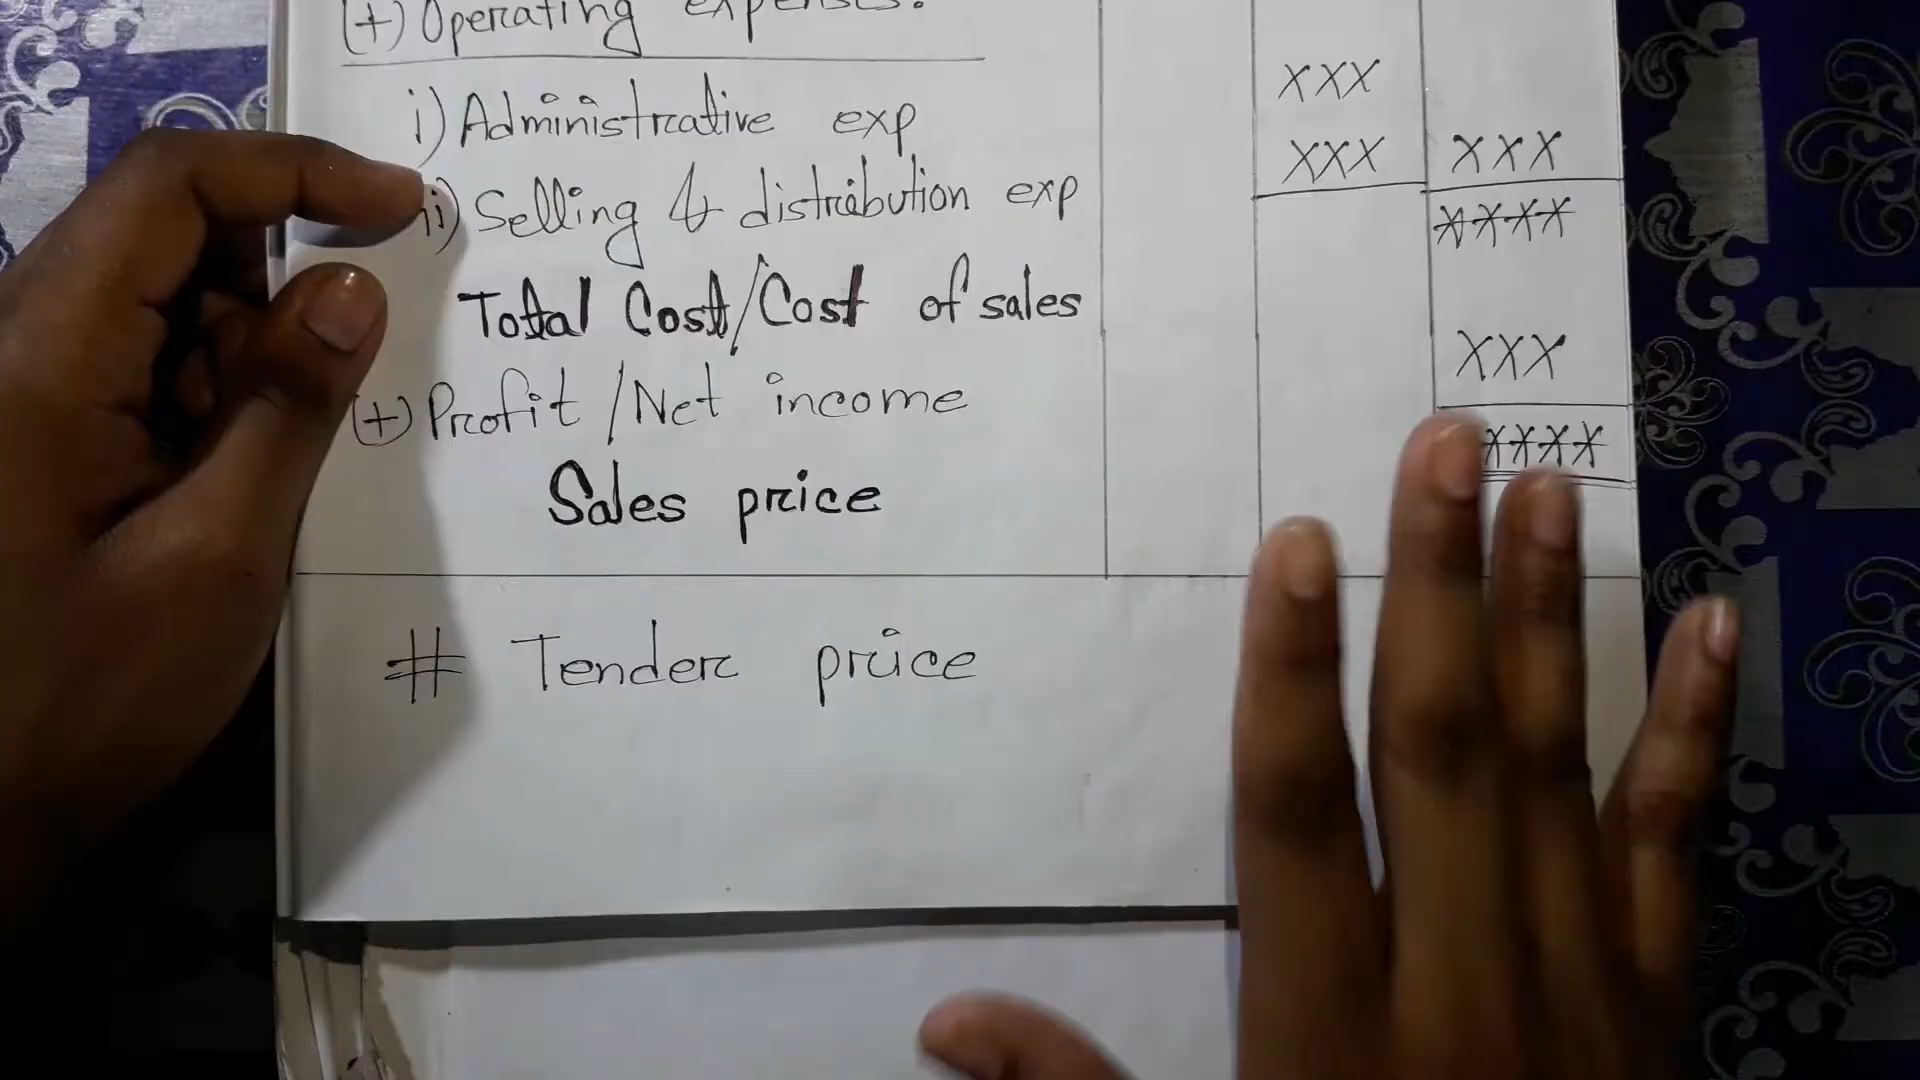 (+) Operating expenses.
i) Administrative exp XXX
ii) Selling & distribution exp XXX XXX
Total Cost/Cost of sales XXXX
(+) Profit/Net income XXX
Sales price XXXX
# Tender price